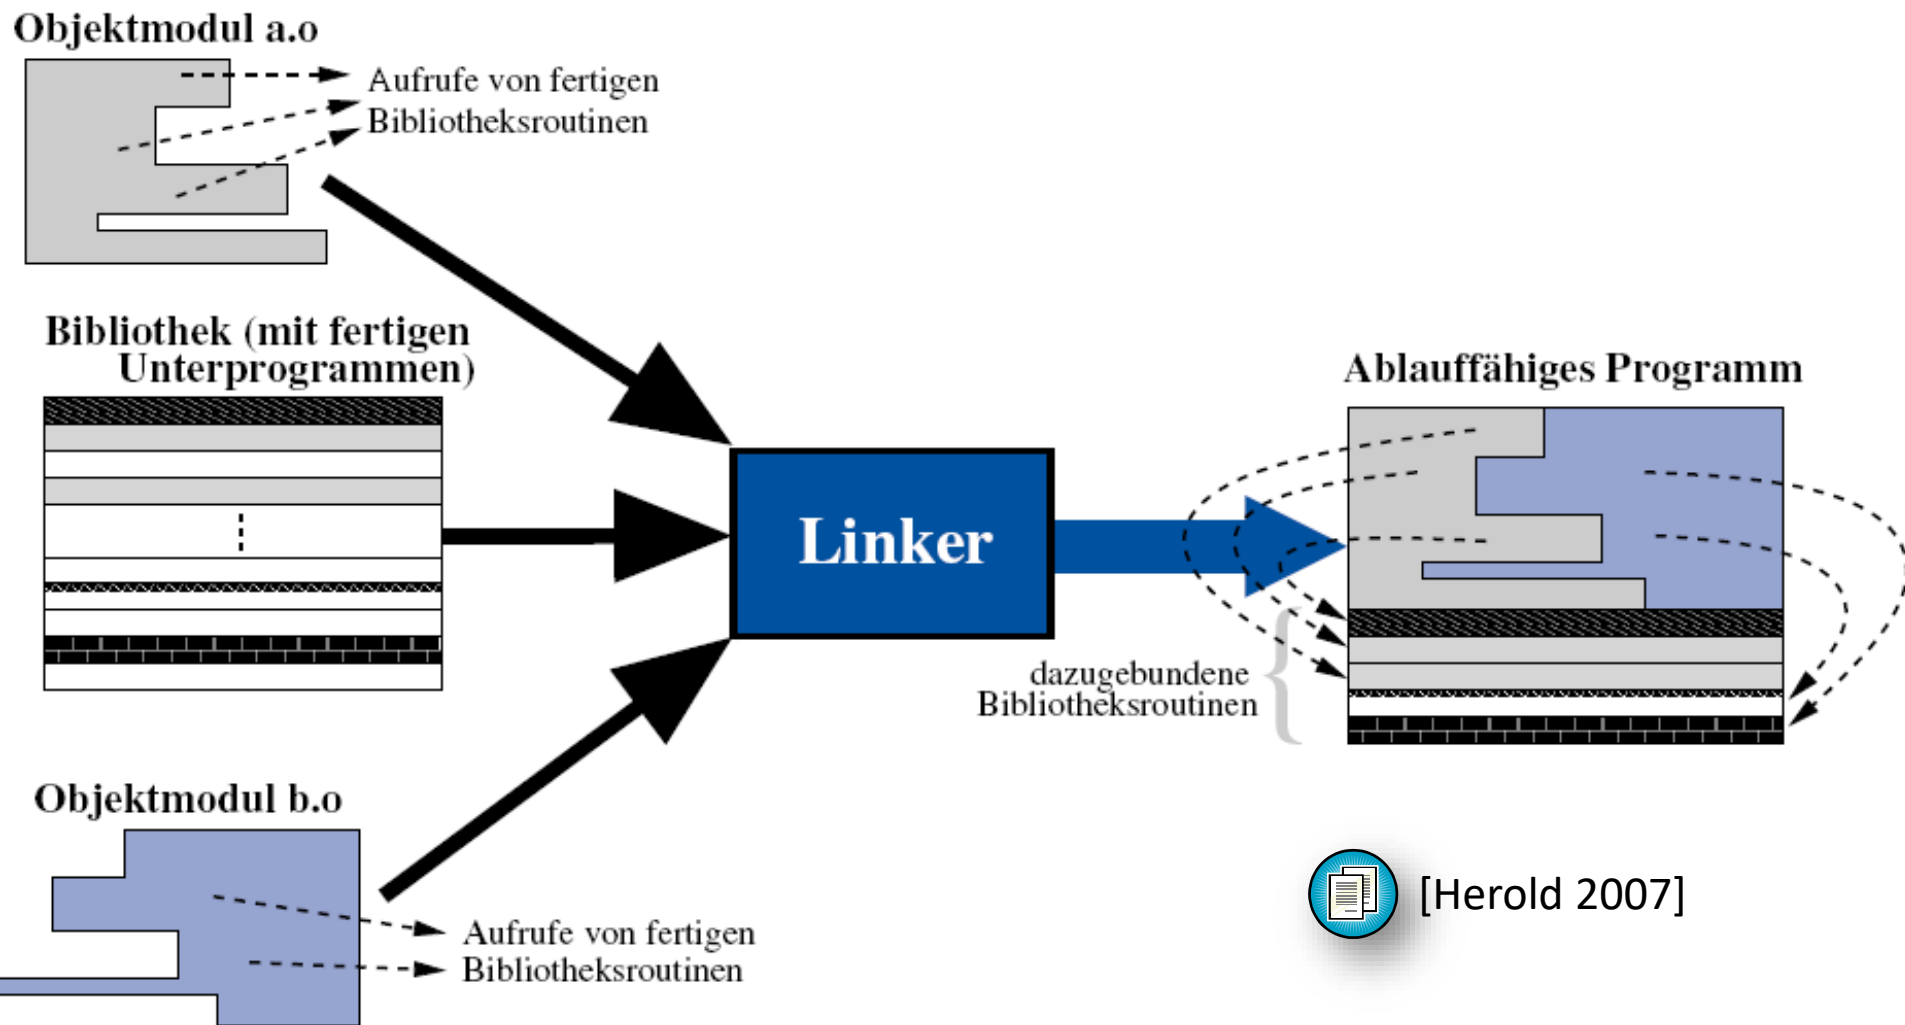 Objektmodul a.o
Aufrufe von fertigen
Bibliotheksroutinen
Bibliothek (mit fertigen
Unterprogrammen)
Linker
Ablauffähiges Programm
dazugebundene
Bibliotheksroutinen
Objektmodul b.o
Aufrufe von fertigen
Bibliotheksroutinen
[Herold 2007]